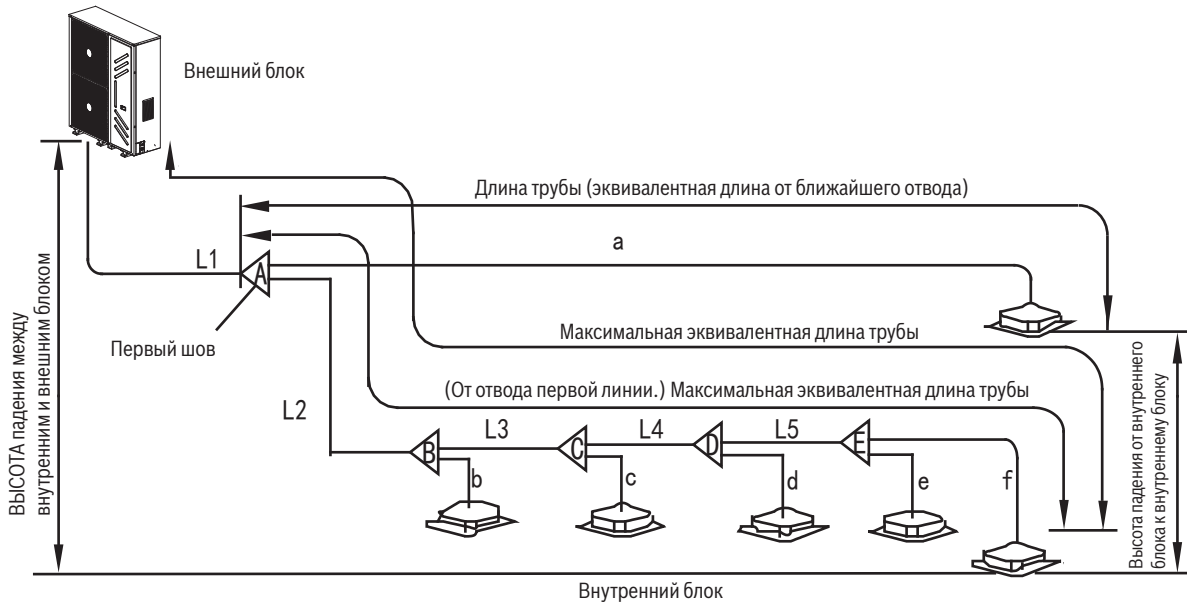 Внешний блок
Длина трубы (эквивалентная длина от ближайшего отвода)
a
L1
A
Первый шов
Максимальная эквивалентная длина трубы
(От отвода первой линии.) Максимальная эквивалентная длина трубы
L2
L3
L4
L5
B
C
D
E
b
c
d
e
f
ВЫСОТА падения между
внутренним и внешним блоком
Высота падения от внутреннего
блока к внутреннему блоку
Внутренний блок